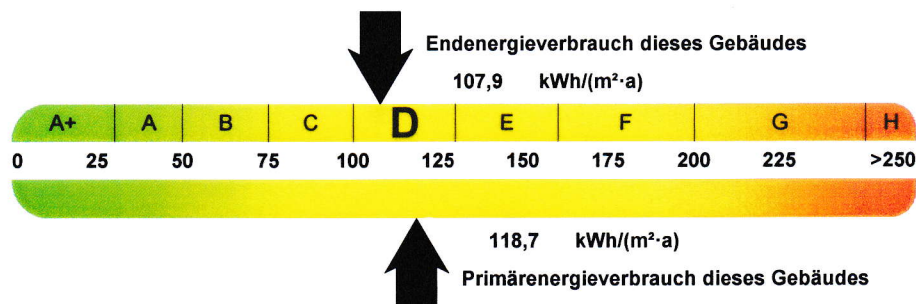 Endenergieverbrauch dieses Gebäudes
107,9 kWh/(m²·a)
A+ A B C D E F G H
0 25 50 75 100 125 150 175 200 225 >250
118,7 kWh/(m²·a)
Primärenergieverbrauch dieses Gebäudes